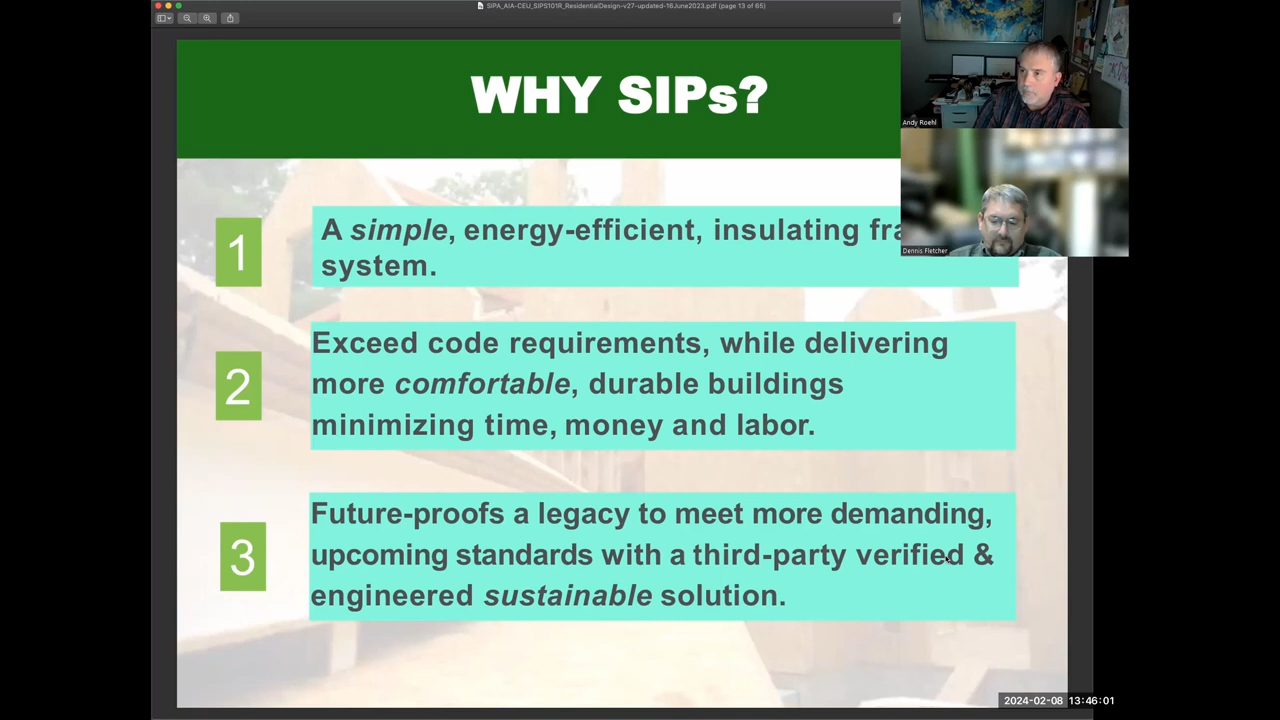 SIPA_AIA-CEU_SIPS101R_ResidentialDesign-v27-updated-16June2023.pdf (page 13 of 65)
WHY SIPs?
Andy Roehl
Dennis Fletcher
1
A simple, energy-efficient, insulating
system.
2
Exceed code requirements, while delivering
more comfortable, durable buildings
minimizing time, money and labor.
3
Future-proofs a legacy to meet more demanding,
upcoming standards with a third-party verified &
engineered sustainable solution.
2024-02-08 13:46:01